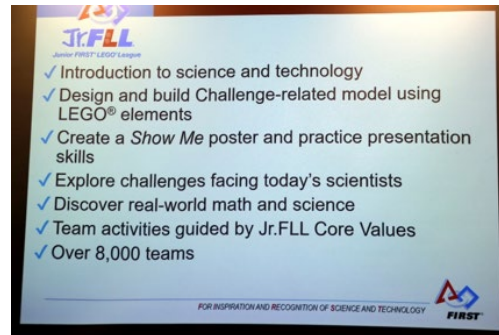 Jr.FLL
Junior FIRST® LEGO® League
✓ Introduction to science and technology
✓ Design and build Challenge-related model using
LEGO® elements
✓ Create a Show Me poster and practice presentation
skills
✓ Explore challenges facing today's scientists
✓ Discover real-world math and science
✓ Team activities guided by Jr.FLL Core Values
✓ Over 8,000 teams
FOR INSPIRATION AND RECOGNITION OF SCIENCE AND TECHNOLOGY
FIRST